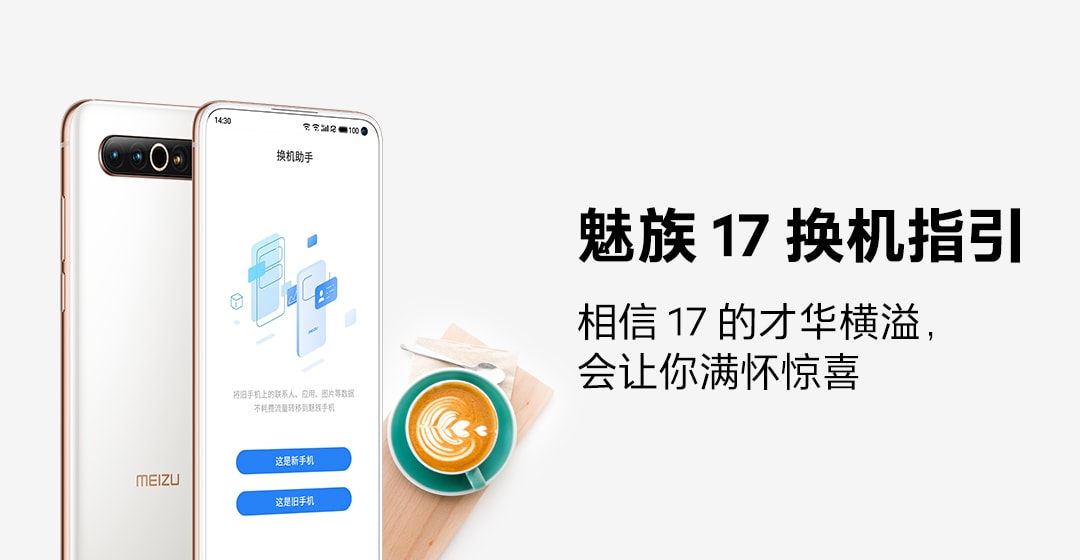 14:30
100
换机助手
MEIZU
将旧手机上的联系人、应用、图片等数据
不耗费流量转移到魅族手机
这是新手机
这是旧手机
MEIZU
魅族 17 换机指引
相信 17 的才华横溢，
会让你满怀惊喜